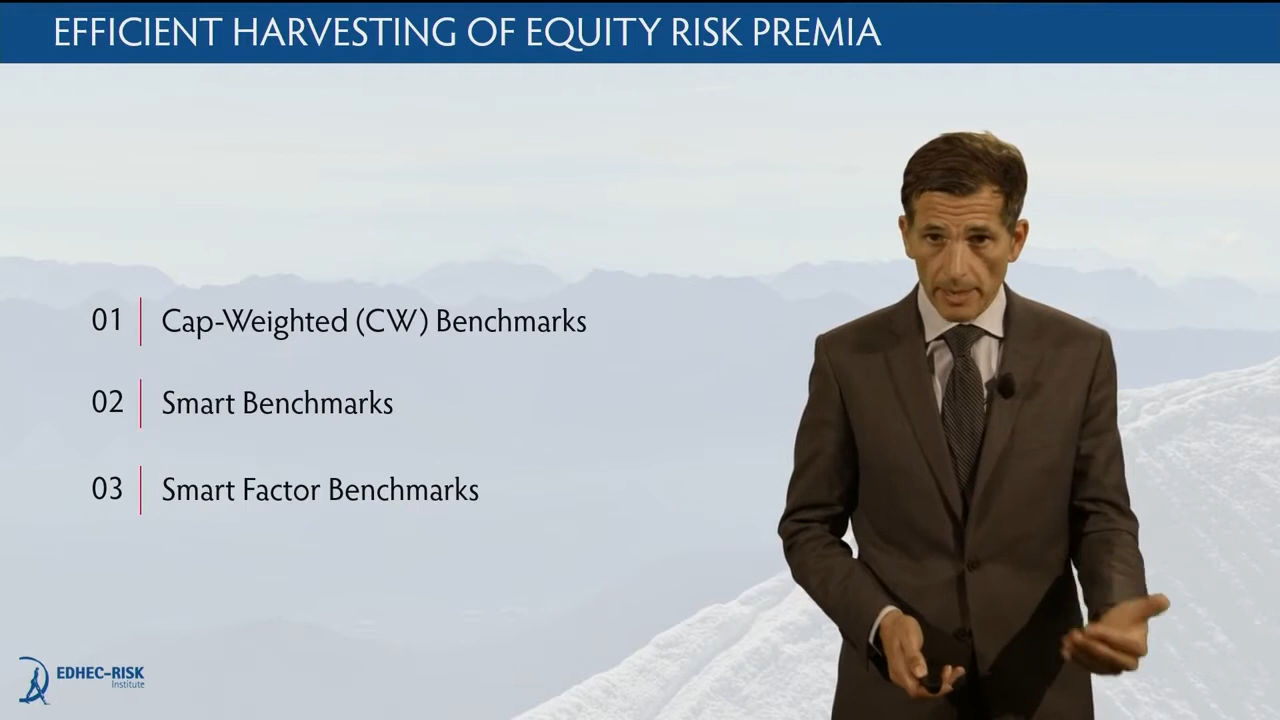 EFFICIENT HARVESTING OF EQUITY RISK PREMIA
01 Cap-Weighted (CW) Benchmarks
02 Smart Benchmarks
03 Smart Factor Benchmarks
EDHEC-RISK
Institute